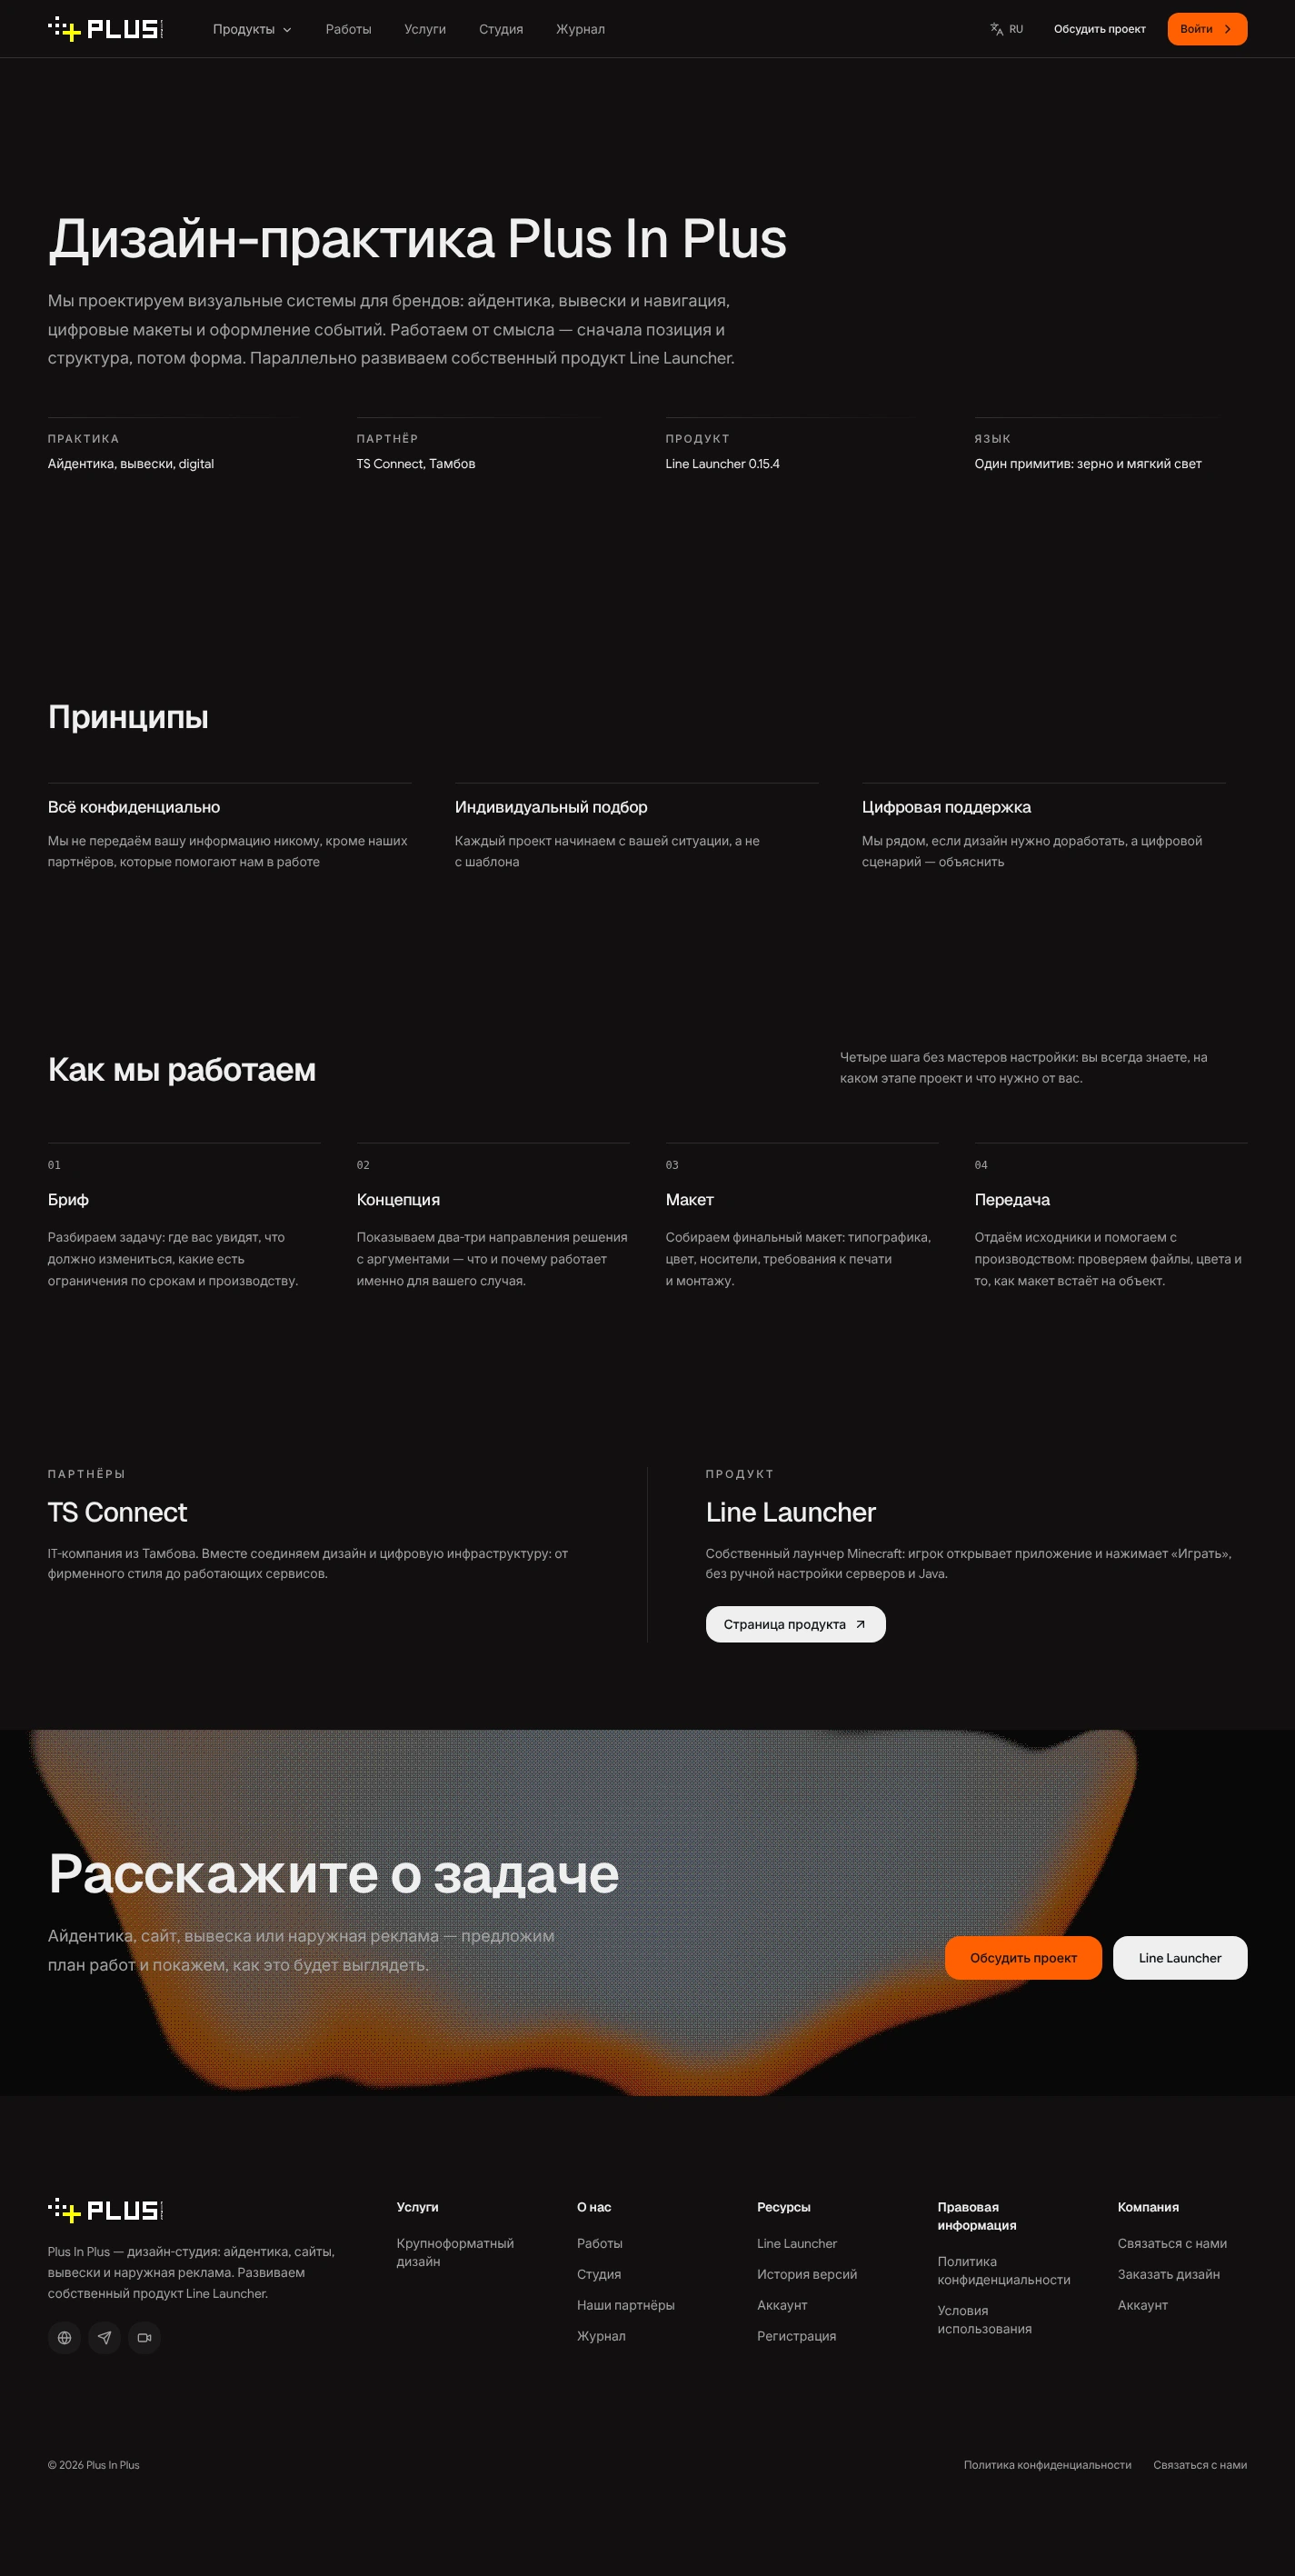 PLUS
Продукты
Работы
Услуги
Студия
Журнал
RU
Обсудить проект
Войти
Дизайн-практика Plus In Plus
Мы проектируем визуальные системы для брендов: айдентика, вывески и навигация,
цифровые макеты и оформление событий. Работаем от смысла — сначала позиция и
структура, потом форма. Параллельно развиваем собственный продукт Line Launcher.
ПРАКТИКА
Айдентика, вывески, digital
ПАРТНЁР
TS Connect, Тамбов
ПРОДУКТ
Line Launcher 0.15.4
ЯЗЫК
Один примитив: зерно и мягкий свет
Принципы
Всё конфиденциально
Мы не передаём вашу информацию никому, кроме наших
партнёров, которые помогают нам в работе
Индивидуальный подбор
Каждый проект начинаем с вашей ситуации, а не
с шаблона
Цифровая поддержка
Мы рядом, если дизайн нужно доработать, а цифровой
сценарий — объяснить
Как мы работаем
Четыре шага без мастеров настройки: вы всегда знаете, на
каком этапе проект и что нужно от вас.
01
Бриф
Разбираем задачу: где вас увидят, что
должно измениться, какие есть
ограничения по срокам и производству.
02
Концепция
Показываем два-три направления решения
с аргументами — что и почему работает
именно для вашего случая.
03
Макет
Собираем финальный макет: типографика,
цвет, носители, требования к печати
и монтажу.
04
Передача
Отдаём исходники и помогаем с
производством: проверяем файлы, цвета и
то, как макет встаёт на объект.
ПАРТНЁРЫ
TS Connect
IT-компания из Тамбова. Вместе соединяем дизайн и цифровую инфраструктуру: от
фирменного стиля до работающих сервисов.
ПРОДУКТ
Line Launcher
Собственный лаунчер Minecraft: игрок открывает приложение и нажимает «Играть»,
без ручной настройки серверов и Java.
Страница продукта
Расскажите о задаче
Айдентика, сайт, вывеска или наружная реклама — предложим
план работ и покажем, как это будет выглядеть.
Обсудить проект
Line Launcher
PLUS
Plus In Plus — дизайн-студия: айдентика, сайты,
вывески и наружная реклама. Развиваем
собственный продукт Line Launcher.
Услуги
Крупноформатный
дизайн
О нас
Работы
Студия
Наши партнёры
Журнал
Ресурсы
Line Launcher
История версий
Аккаунт
Регистрация
Правовая
информация
Политика
конфиденциальности
Условия
использования
Компания
Связаться с нами
Заказать дизайн
Аккаунт
© 2026 Plus In Plus
Политика конфиденциальности
Связаться с нами